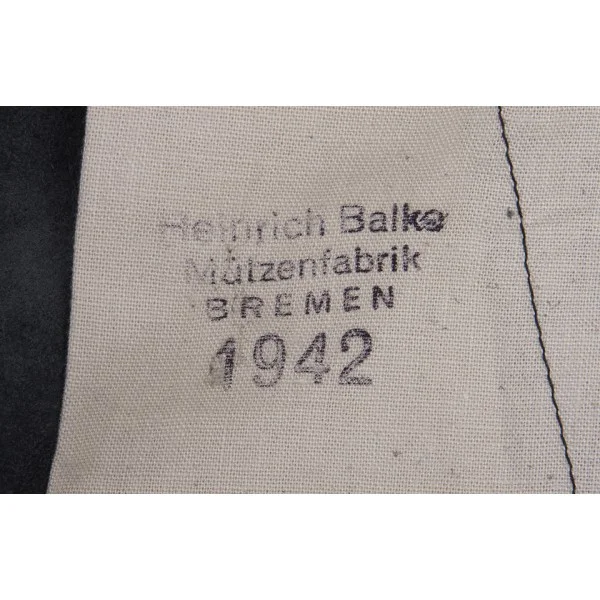 Heinrich Balke
Mützenfabrik
BREMEN
1942